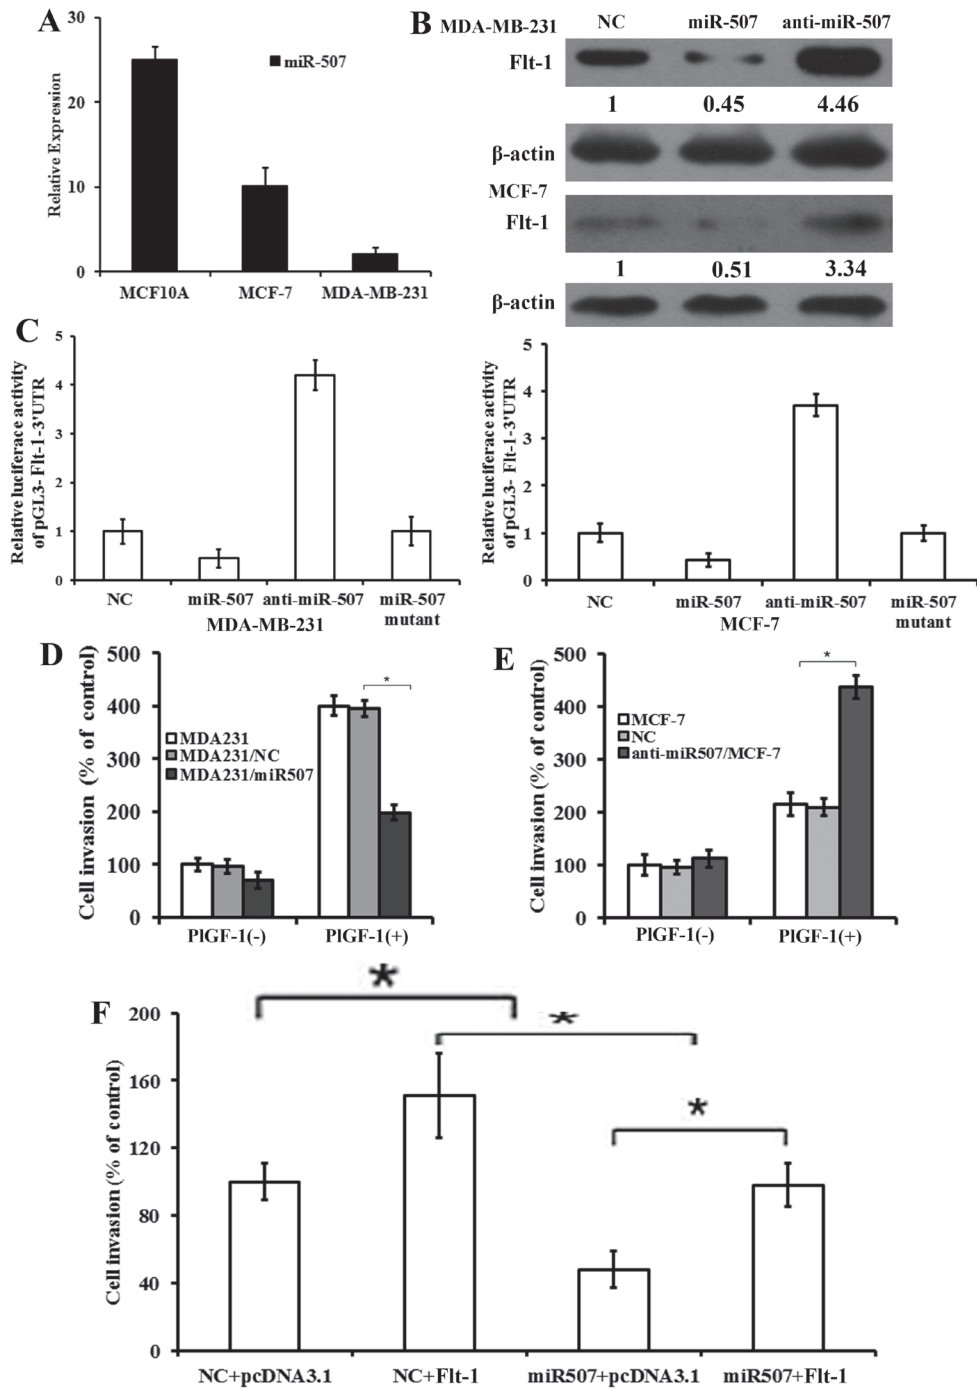 A
Relative Expression
30
20
10
0
miR-507
MCF10A MCF-7 MDA-MB-231
B MDA-MB-231 NC miR-507 anti-miR-507
Flt-1
1 0.45 4.46
β-actin
MCF-7
Flt-1
1 0.51 3.34
β-actin
C
Relative luciferace activity
of pGL3- Flt-1-3'UTR
5
4
3
2
1
0
NC miR-507 anti-miR-507 miR-507
mutant
MDA-MB-231
Relative luciferace activity
of pGL3- Flt-1-3'UTR
5
4
3
2
1
0
NC miR-507 anti-miR-507 miR-507
mutant
MCF-7
D
Cell invasion (% of control)
500
400
300
200
100
0
*
MDA231
MDA231/NC
MDA231/miR507
PlGF-1(-) PlGF-1(+)
E
Cell invasion (% of control)
500
400
300
200
100
0
*
MCF-7
NC
anti-miR507/MCF-7
PlGF-1(-) PlGF-1(+)
F
Cell invasion (% of control)
200
160
120
80
40
0
*
*
*
NC+pcDNA3.1 NC+Flt-1 miR507+pcDNA3.1 miR507+Flt-1